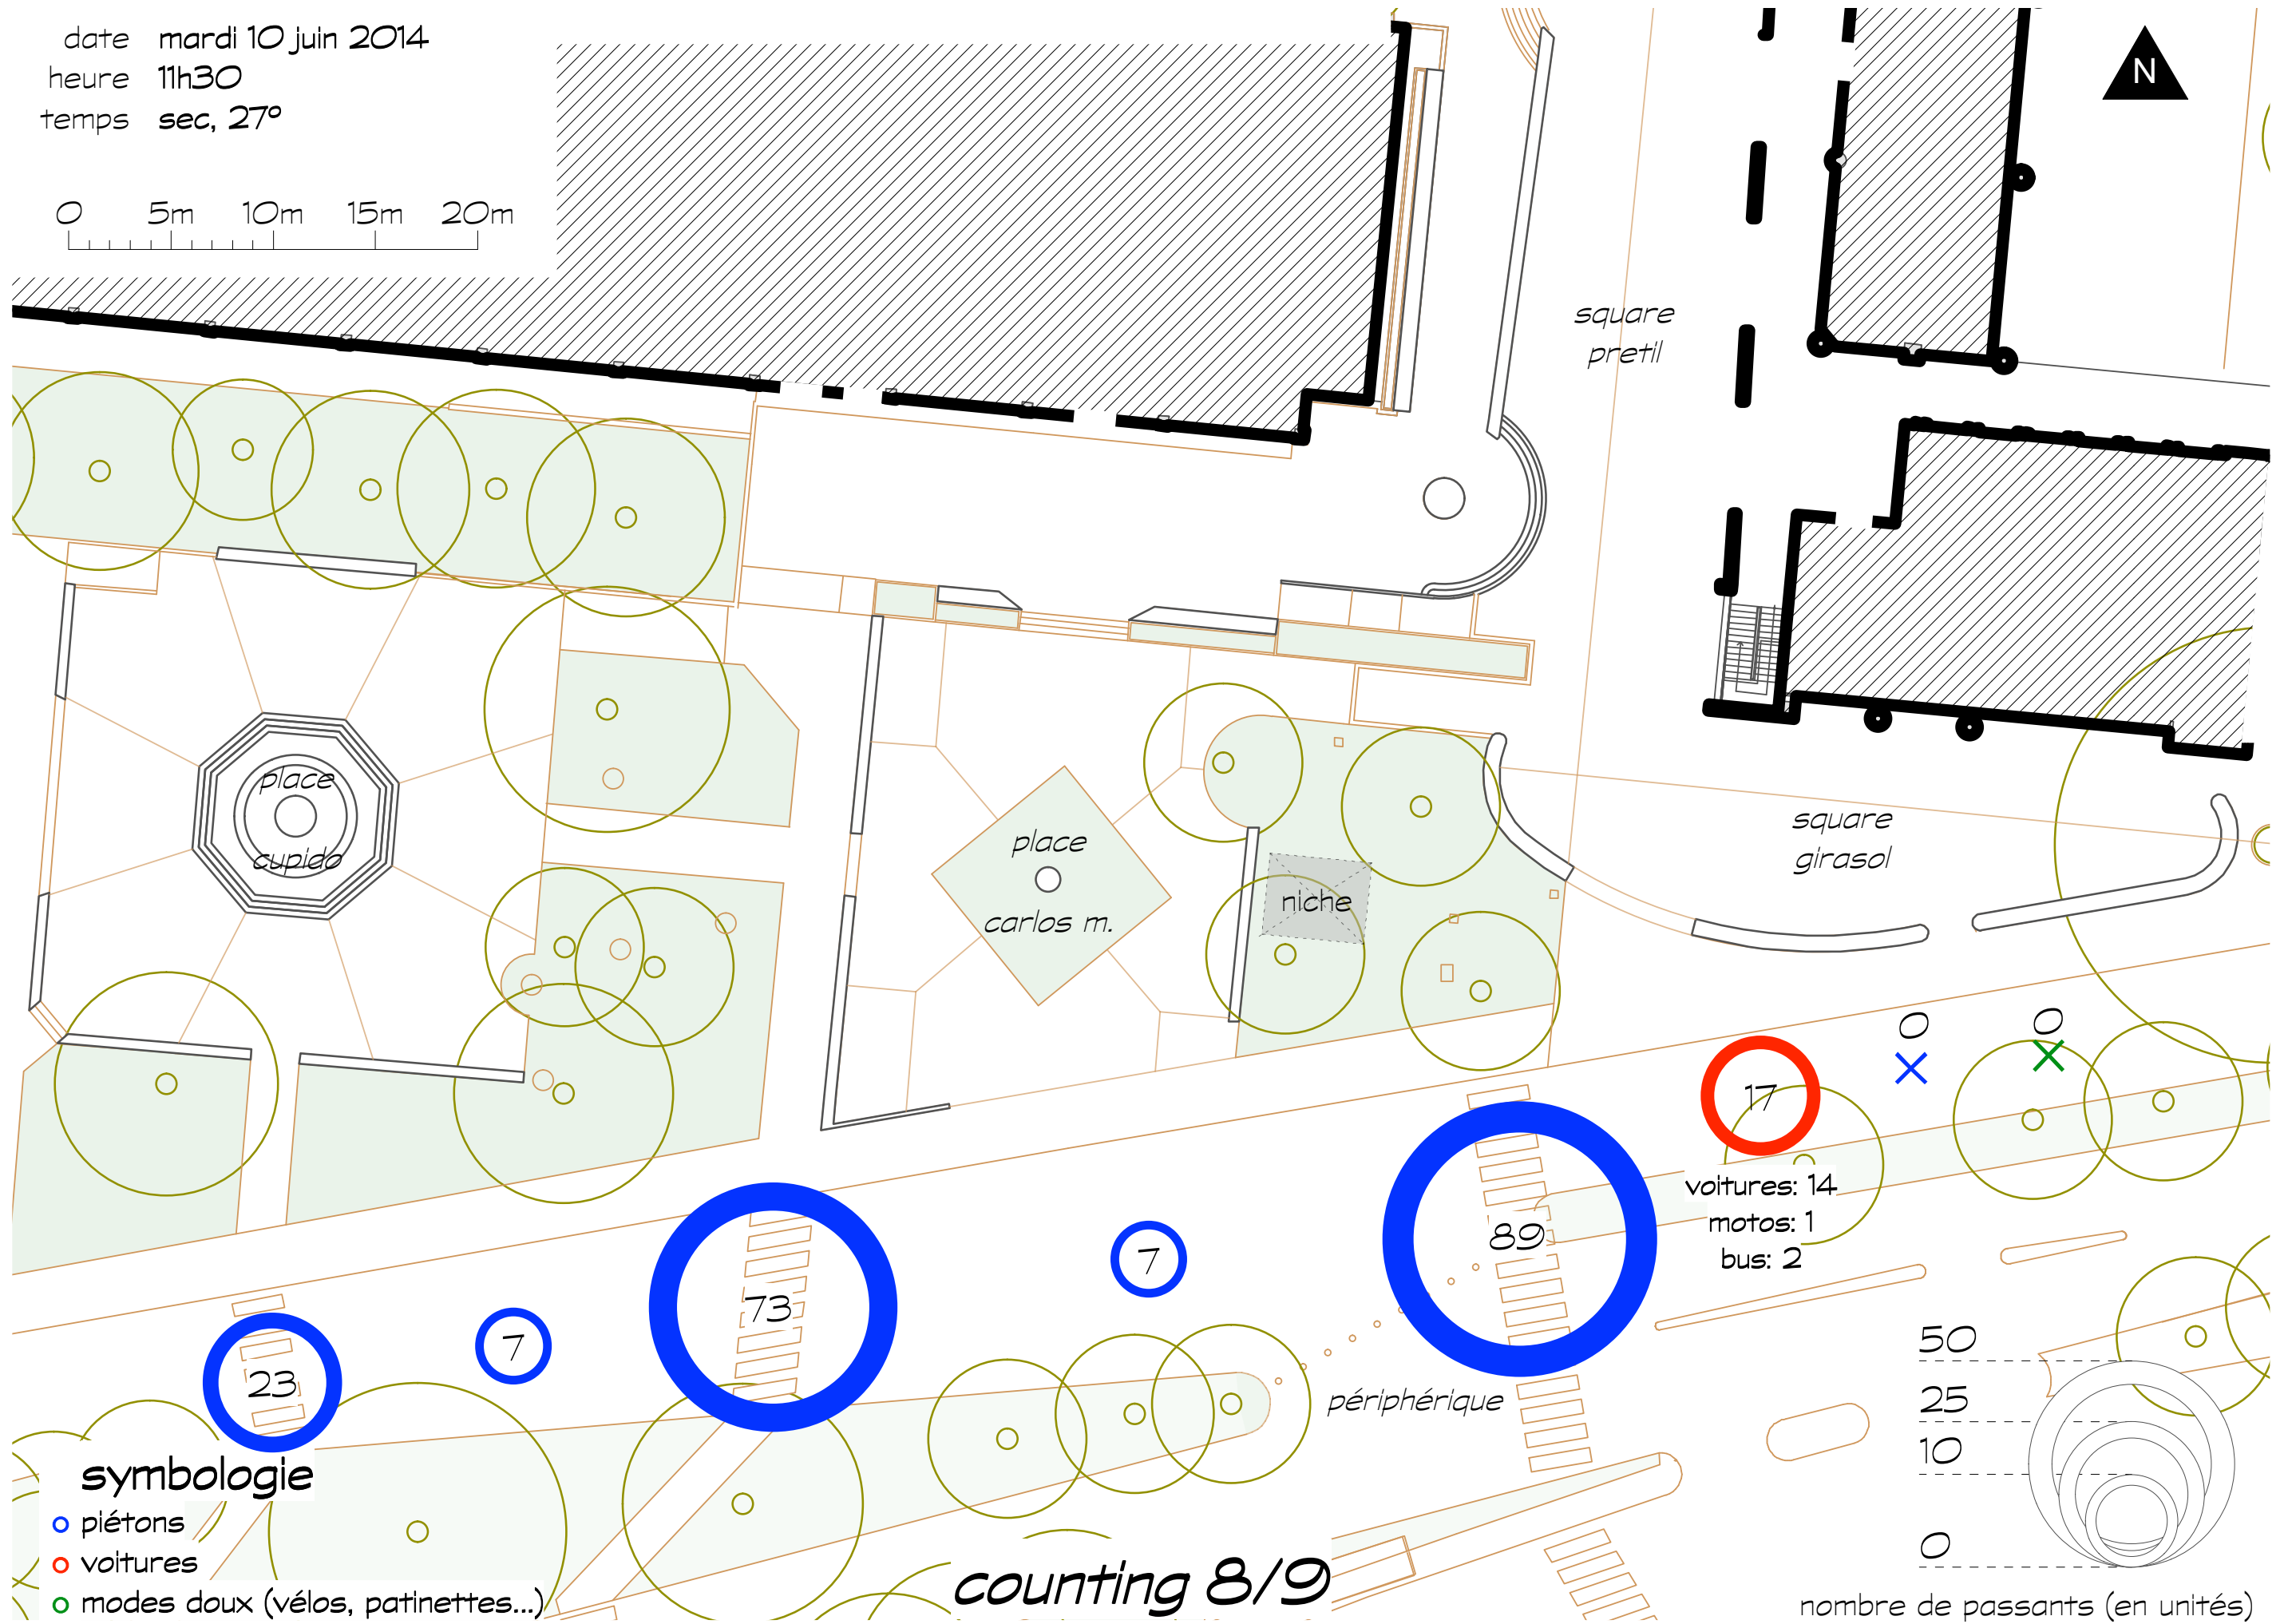 date mardi 10 juin 2014
heure 11h30
temps sec, 27°
0 5m 10m 15m 20m
N
square
pretil
place
cupido
place
carlos m.
niche
square
girasol
0
0
17
voitures: 14
motos: 1
bus: 2
89
7
73
7
23
périphérique
symbologie
piétons
voitures
modes doux (vélos, patinettes...)
counting 8/9
50
25
10
0
nombre de passants (en unités)